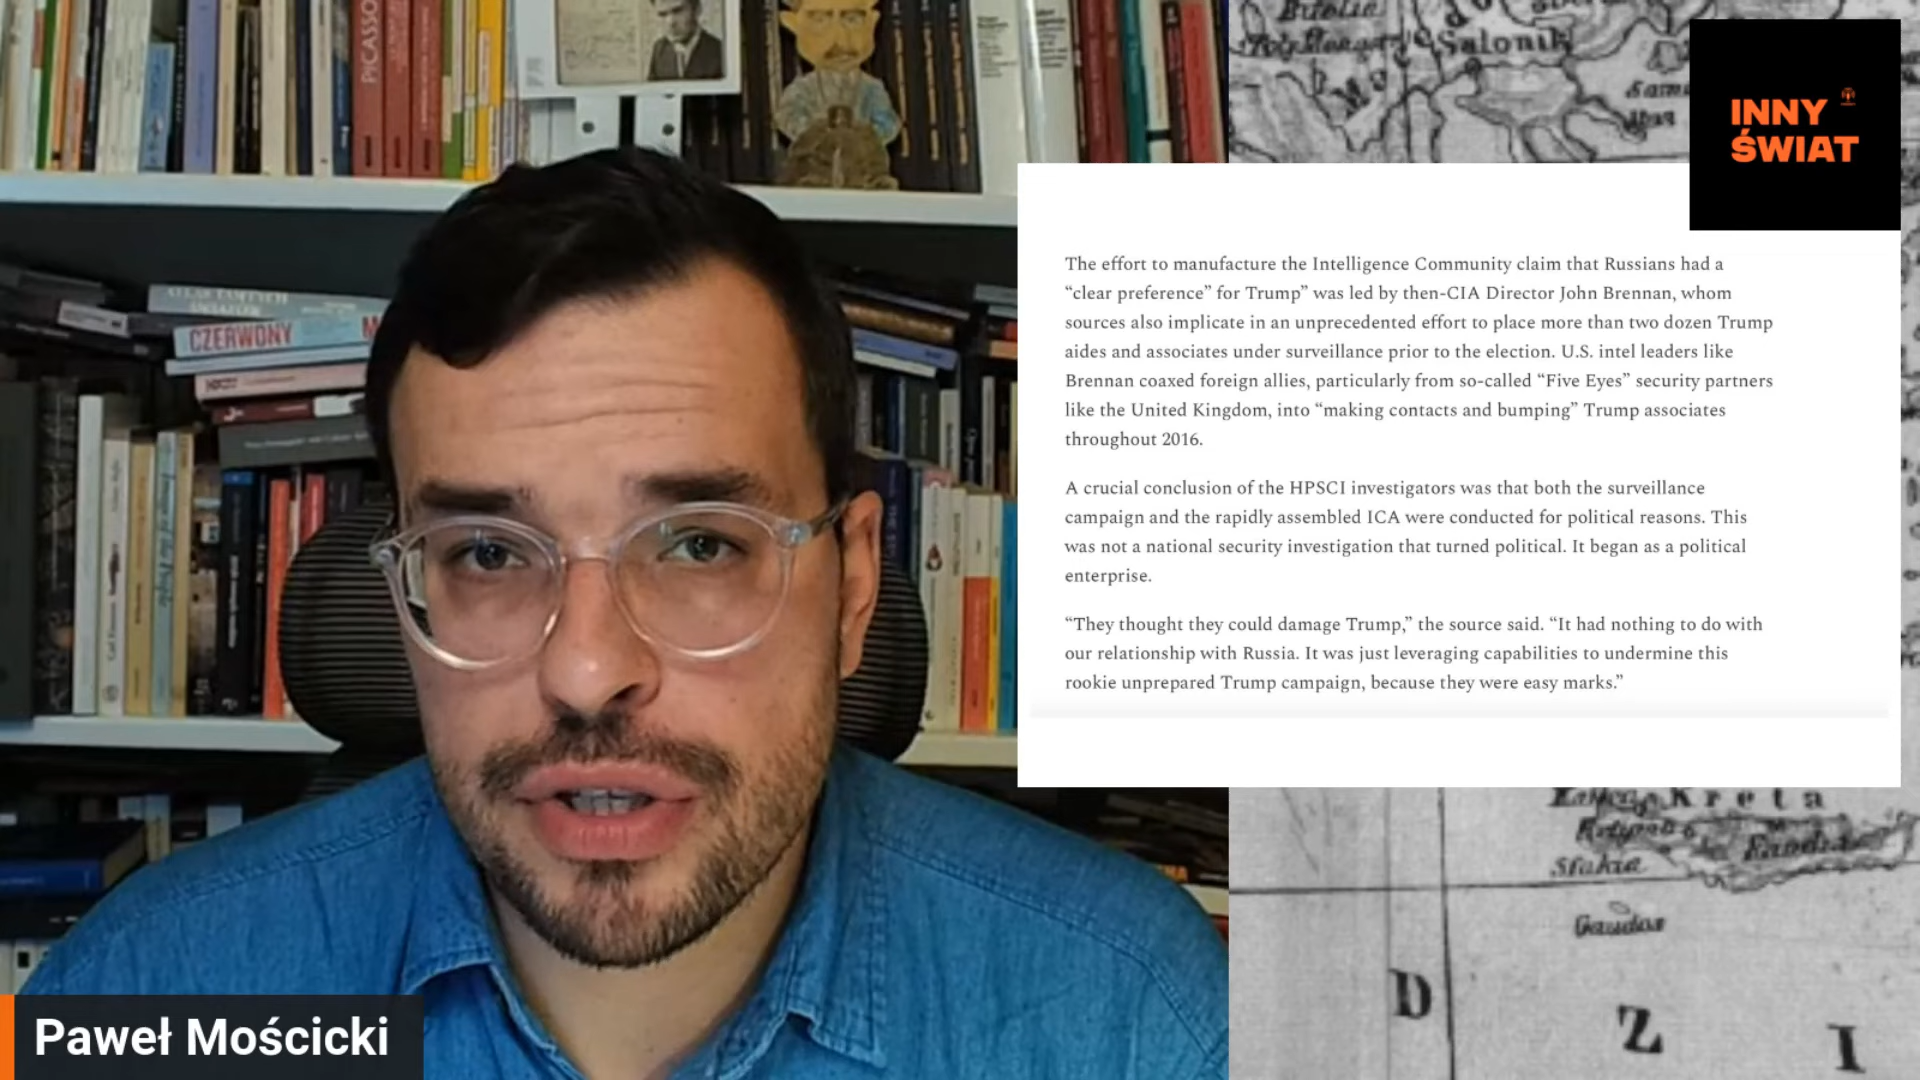 PICASSO
CZERWONY
INNY
ŚWIAT
The effort to manufacture the Intelligence Community claim that Russians had a
“clear preference” for Trump” was led by then-CIA Director John Brennan, whom
sources also implicate in an unprecedented effort to place more than two dozen Trump
aides and associates under surveillance prior to the election. U.S. intel leaders like
Brennan coaxed foreign allies, particularly from so-called “Five Eyes” security partners
like the United Kingdom, into “making contacts and bumping” Trump associates
throughout 2016.
A crucial conclusion of the HPSCI investigators was that both the surveillance
campaign and the rapidly assembled ICA were conducted for political reasons. This
was not a national security investigation that turned political. It began as a political
enterprise.
“They thought they could damage Trump,” the source said. “It had nothing to do with
our relationship with Russia. It was just leveraging capabilities to undermine this
rookie unprepared Trump campaign, because they were easy marks.”
Saloniki
Kreta
Sfakia
Gaudos
D Z I
Paweł Mościcki